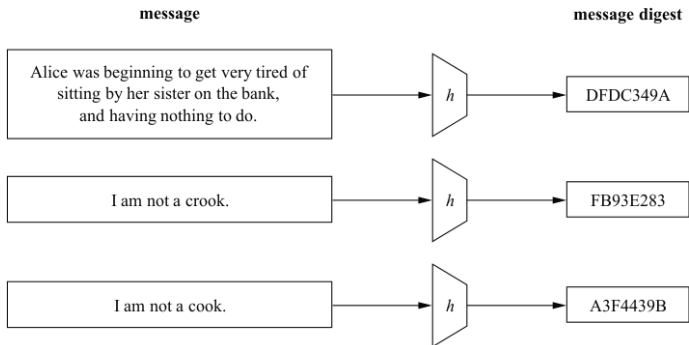 message
message digest
Alice was beginning to get very tired of
sitting by her sister on the bank,
and having nothing to do.
h
DFDC349A
I am not a crook.
h
FB93E283
I am not a cook.
h
A3F4439B